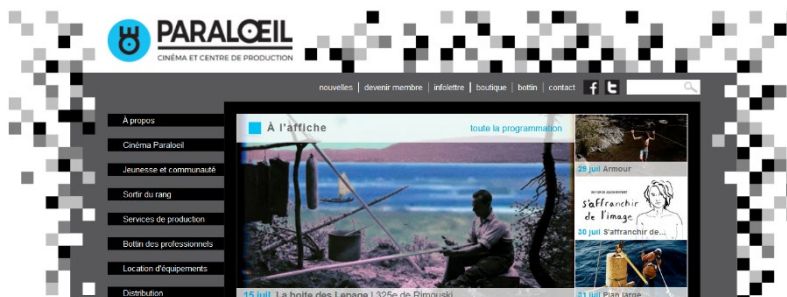 PARALŒIL
CINÉMA ET CENTRE DE PRODUCTION
nouvelles | devenir membre | infolettre | boutique | bottin | contact
À propos
Cinéma Paraloeil
Jeunesse et communauté
Sortir du rang
Services de production
Bottin des professionnels
Location d'équipements
Distribution
À l'affiche
toute la programmation
15 juil La boite des Lepage | 325e de Rimouski
29 juil Armour
s'affranchir
de l'image
30 juil S'affranchir de...
31 juil Plan large